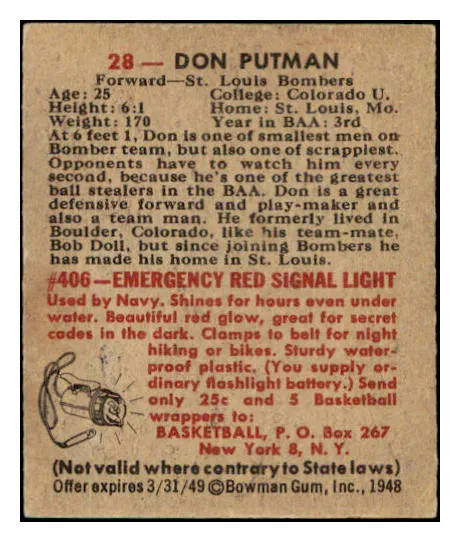 28 — DON PUTMAN
Forward—St. Louis Bombers
Age: 25 College: Colorado U.
Height: 6:1 Home: St. Louis, Mo.
Weight: 170 Year in BAA: 3rd
At 6 feet 1, Don is one of smallest men on
Bomber team, but also one of scrappiest.
Opponents have to watch him every
second, because he's one of the greatest
ball stealers in the BAA. Don is a great
defensive forward and play-maker and
also a team man. He formerly lived in
Boulder, Colorado, like his team-mate,
Bob Doll, but since joining Bombers he
has made his home in St. Louis.
#406—EMERGENCY RED SIGNAL LIGHT
Used by Navy. Shines for hours even under
water. Beautiful red glow, great for secret
codes in the dark. Clamps to belt for night
hiking or bikes. Sturdy water-
proof plastic. (You supply or-
dinary flashlight battery.) Send
only 25c and 5 Basketball
wrappers to:
BASKETBALL, P. O. Box 267
New York 8, N. Y.
(Not valid where contrary to State laws)
Offer expires 3/31/49 ©Bowman Gum, Inc., 1948